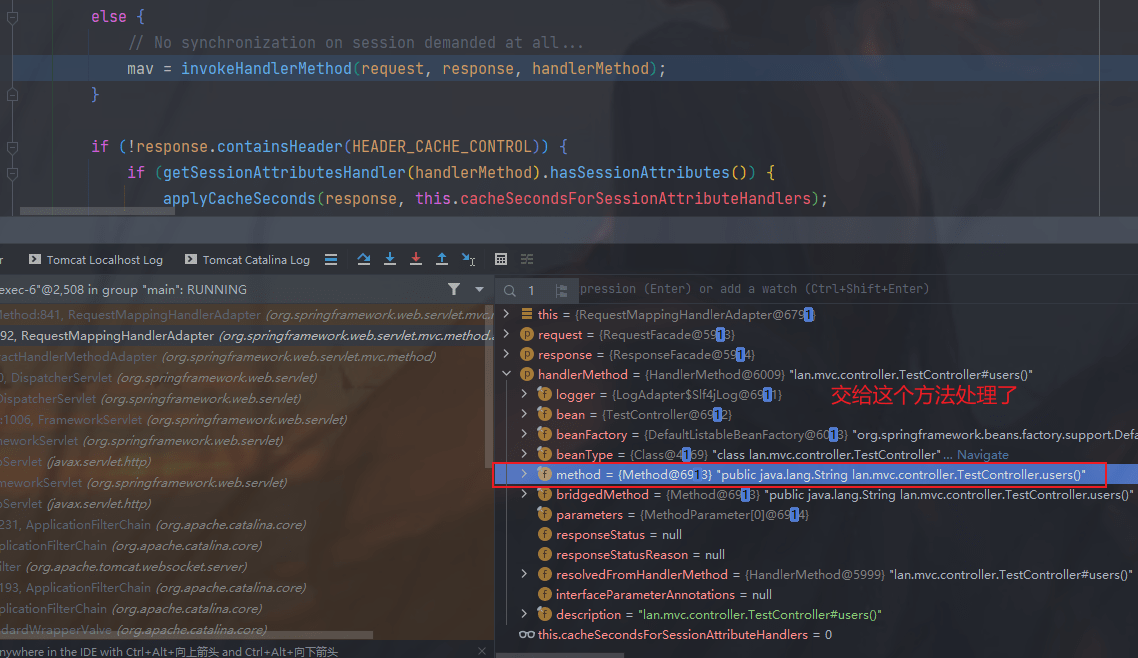 else {
// No synchronization on session demanded at all...
mav = invokeHandlerMethod(request, response, handlerMethod);
}
if (!response.containsHeader(HEADER_CACHE_CONTROL)) {
if (getSessionAttributesHandler(handlerMethod).hasSessionAttributes()) {
applyCacheSeconds(response, this.cacheSecondsForSessionAttributeHandlers);
r
Tomcat Localhost Log
Tomcat Catalina Log
exec-6"@2,508 in group "main": RUNNING
Method:841, RequestMappingHandlerAdapter (org.springframework.web.servlet.mvc.m
92, RequestMappingHandlerAdapter (org.springframework.web.servlet.mvc.method.a
ractHandlerMethodAdapter (org.springframework.web.servlet.mvc.method)
0, DispatcherServlet (org.springframework.web.servlet)
DispatcherServlet (org.springframework.web.servlet)
:1006, FrameworkServlet (org.springframework.web.servlet)
meworkServlet (org.springframework.web.servlet)
pServlet (javax.servlet.http)
meworkServlet (org.springframework.web.servlet)
pServlet (javax.servlet.http)
231, ApplicationFilterChain (org.apache.catalina.core)
plicationFilterChain (org.apache.catalina.core)
ilter (org.apache.tomcat.websocket.server)
193, ApplicationFilterChain (org.apache.catalina.core)
plicationFilterChain (org.apache.catalina.core)
dardWrapperValve (org.apache.catalina.core)
nywhere in the IDE with Ctrl+Alt+向上箭头 and Ctrl+Alt+向下箭头
1
pression (Enter) or add a watch (Ctrl+Shift+Enter)
this = {RequestMappingHandlerAdapter@6791}
request = {RequestFacade@5913}
response = {ResponseFacade@5914}
handlerMethod = {HandlerMethod@6009} "lan.mvc.controller.TestController#users()"
logger = {LogAdapter$Slf4jLog@6911}
交给这个方法处理了
bean = {TestController@6912}
beanFactory = {DefaultListableBeanFactory@6018} "org.springframework.beans.factory.support.Defa
beanType = {Class@4169} "class lan.mvc.controller.TestController" ... Navigate
method = {Method@6913} "public java.lang.String lan.mvc.controller.TestController.users()"
bridgedMethod = {Method@6913} "public java.lang.String lan.mvc.controller.TestController.users()"
parameters = {MethodParameter[0]@6914}
responseStatus = null
responseStatusReason = null
resolvedFromHandlerMethod = {HandlerMethod@5999} "lan.mvc.controller.TestController#users()"
interfaceParameterAnnotations = null
description = "lan.mvc.controller.TestController#users()"
this.cacheSecondsForSessionAttributeHandlers = 0